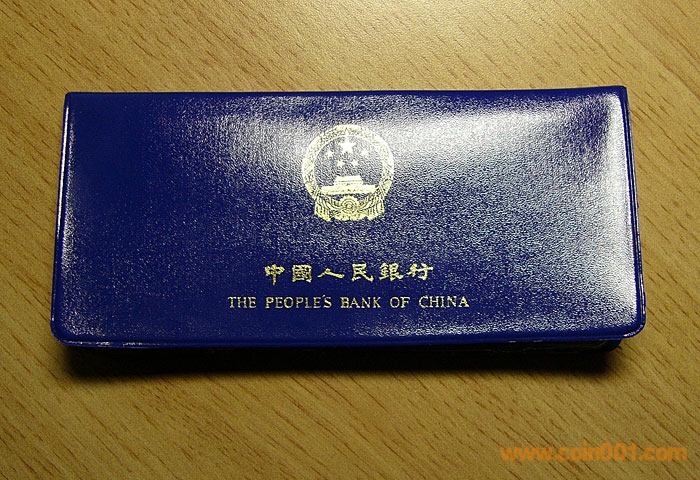 中國人民銀行
THE PEOPLE'S BANK OF CHINA
www.coin001.com